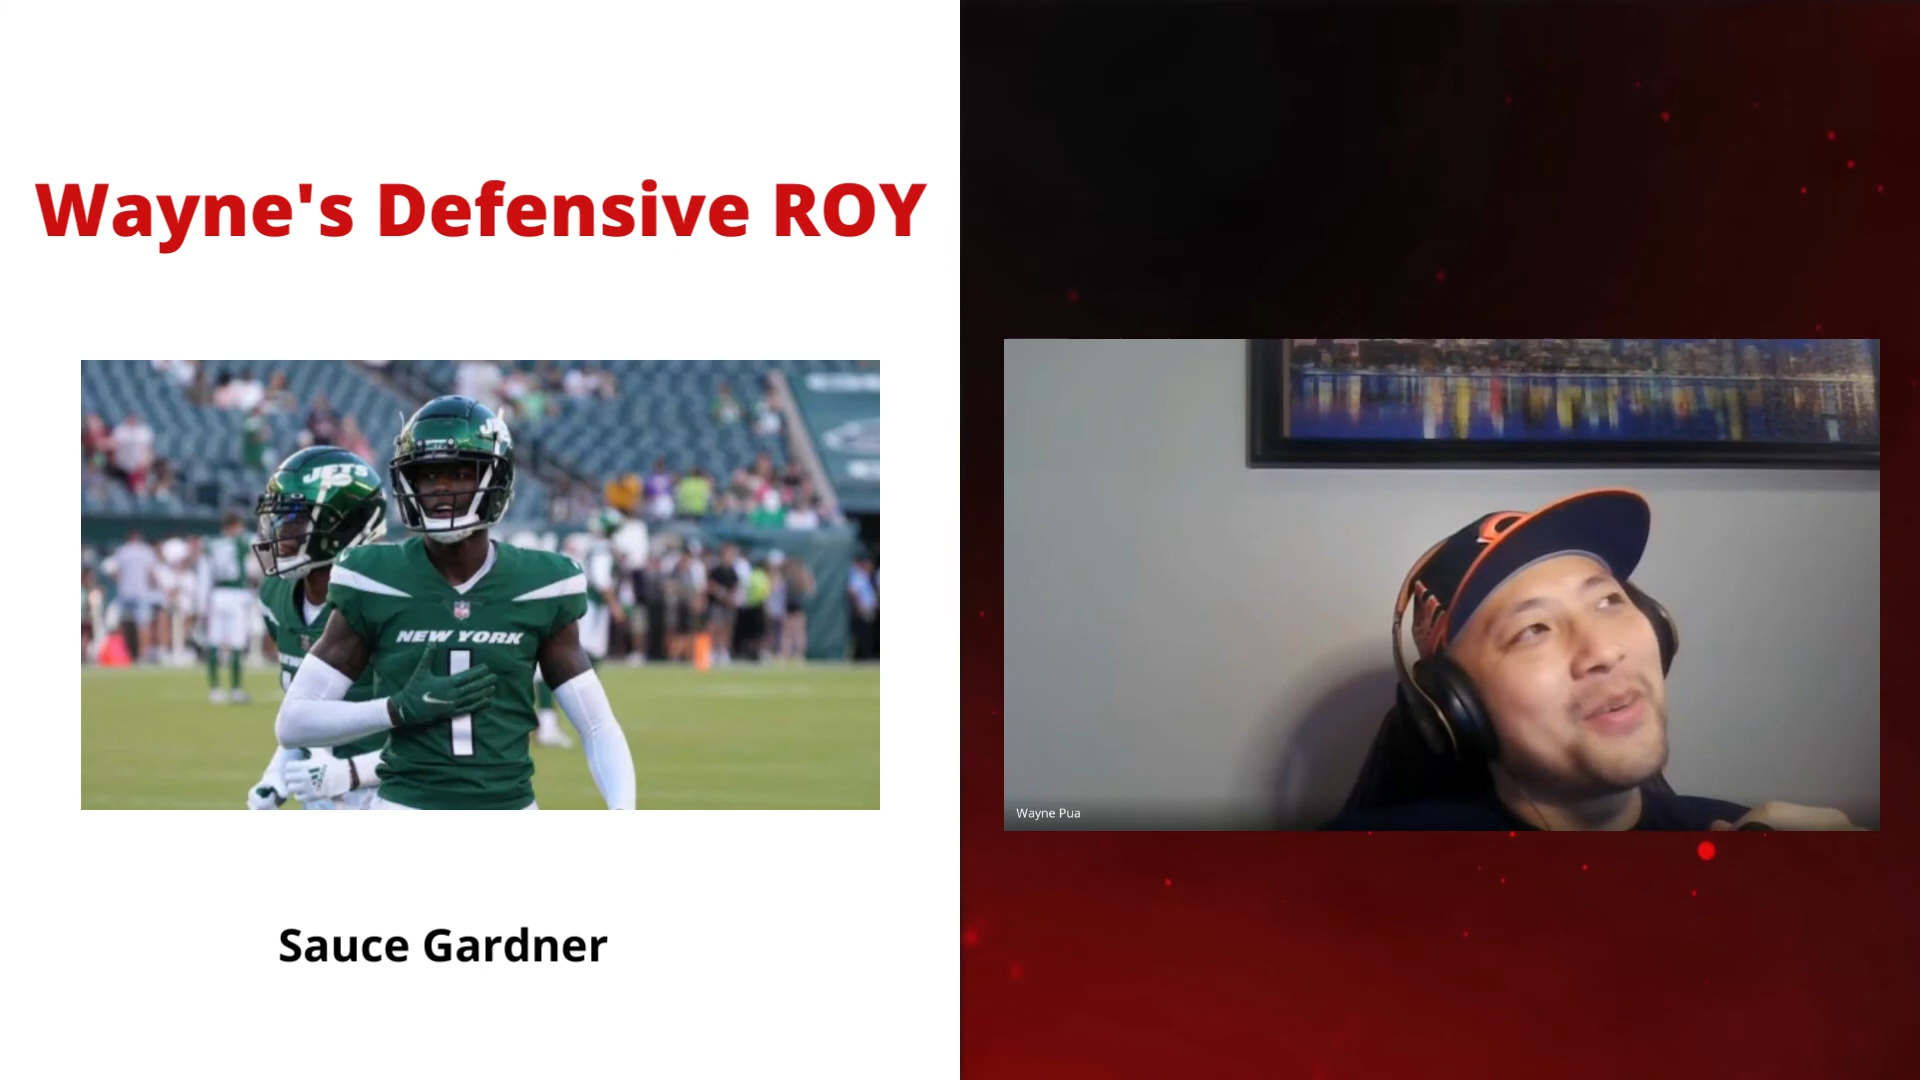 Wayne's Defensive ROY
JETS
NEW YORK
1
Sauce Gardner
Wayne Pua